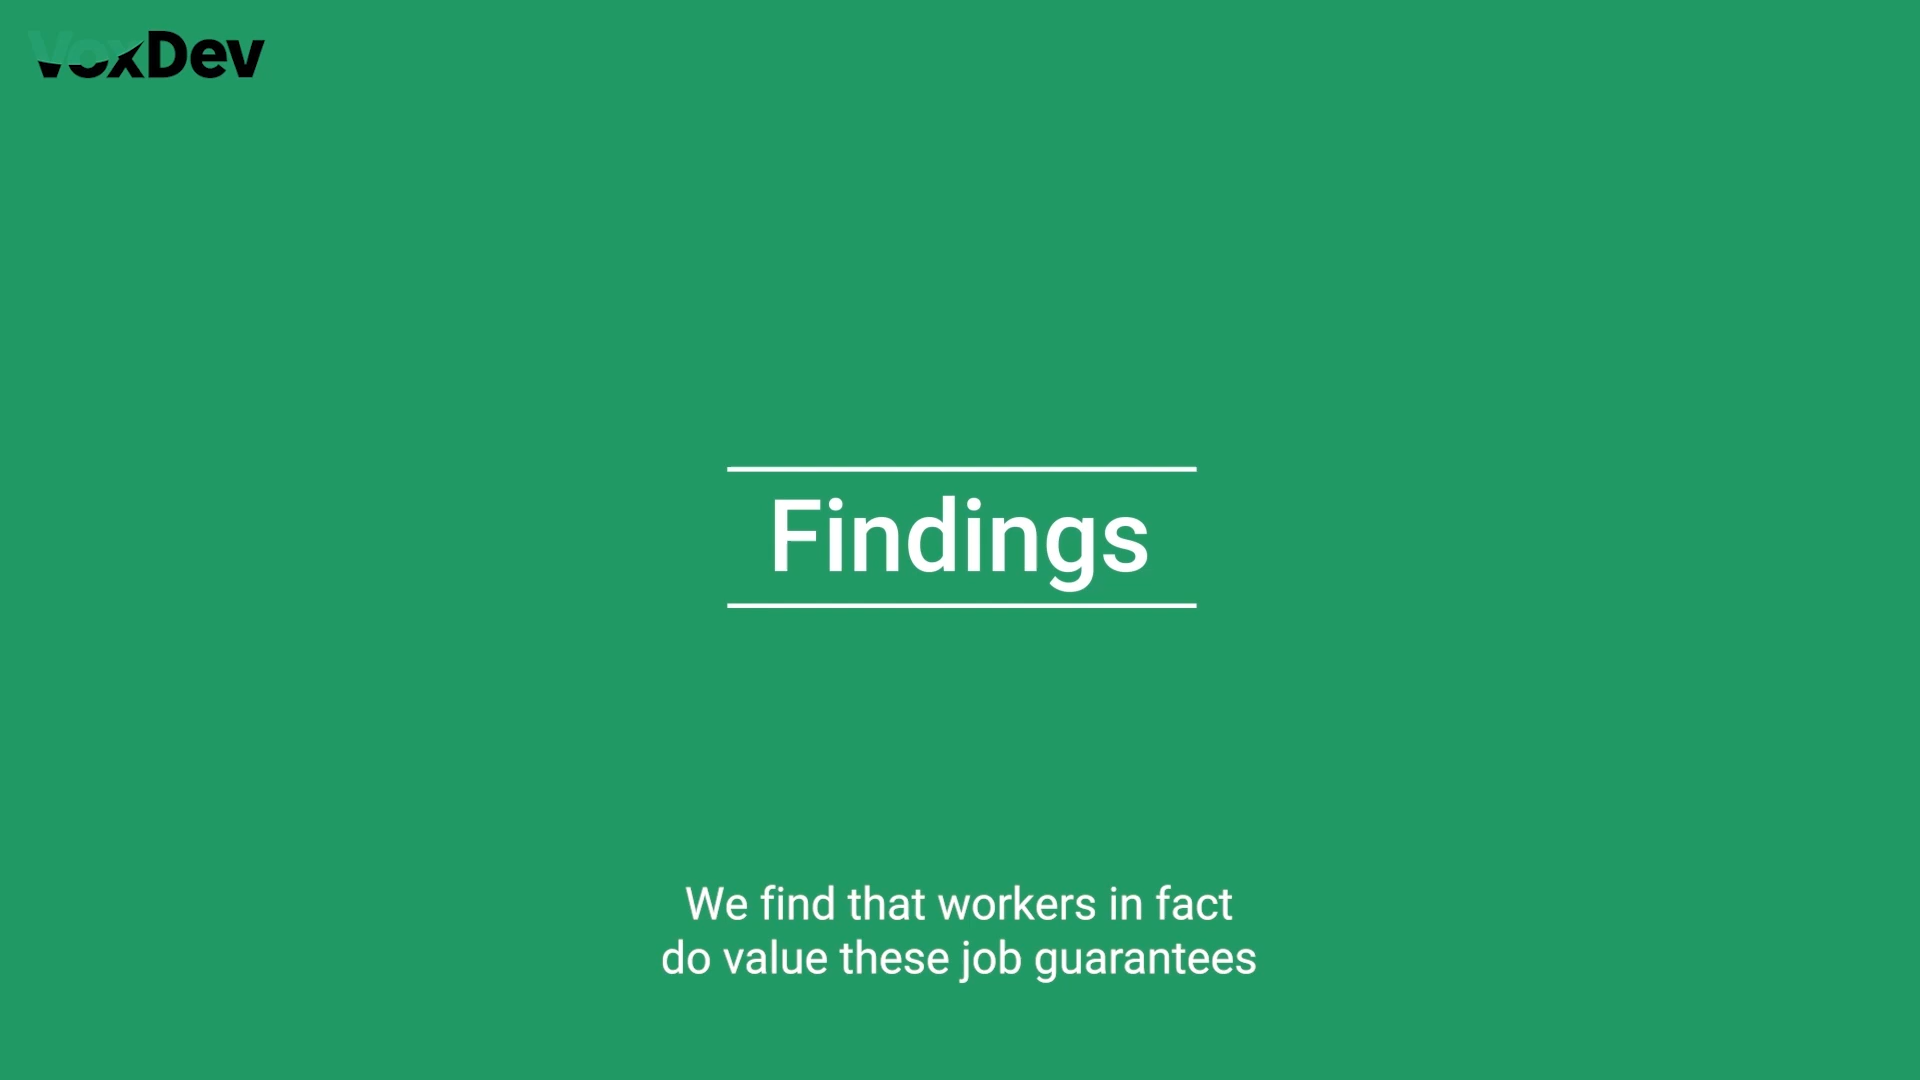 VoxDev
Findings
We find that workers in fact
do value these job guarantees